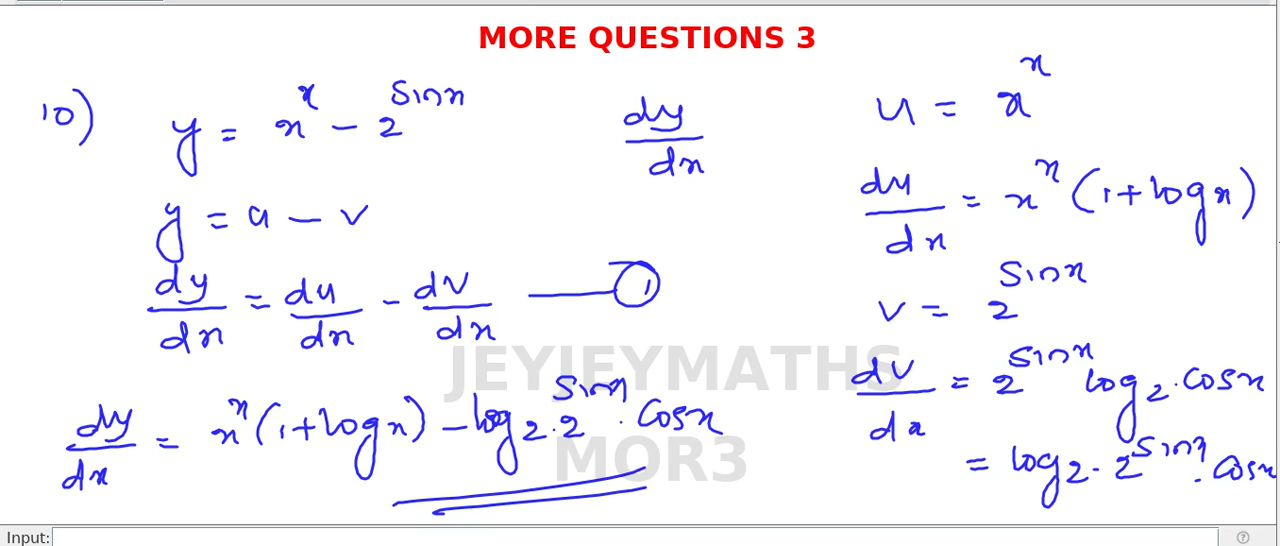 MORE QUESTIONS 3
10) y = x^x - 2^sinx dy/dx
y = u - v
dy/dx = du/dx - dv/dx — 1
dy/dx = x^x (1+logx) - log2.2^sinx . cosx
u = x^x
du/dx = x^x (1+logx)
v = 2^sinx
dv/dx = 2^sinx log2.cosx
= log2. 2^sinx. cosx
JEYJEYMATHS
MOR3
Input: